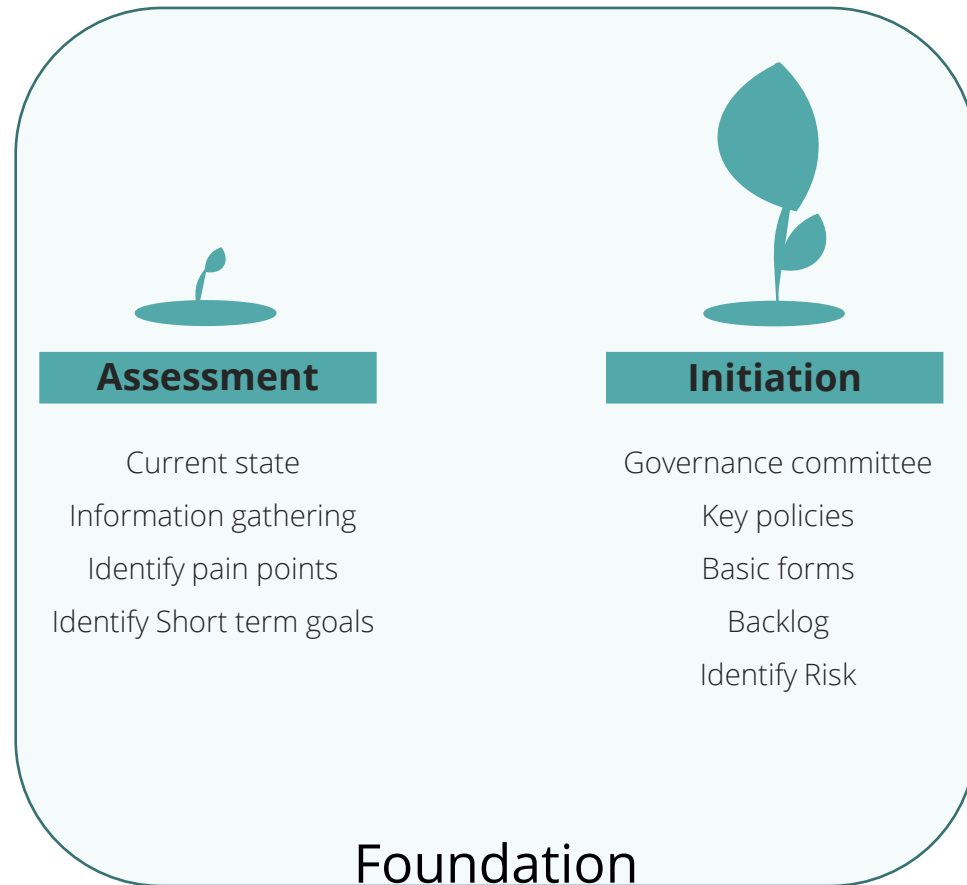 Assessment
Current state
Information gathering
Identify pain points
Identify Short term goals
Initiation
Governance committee
Key policies
Basic forms
Backlog
Identify Risk
Foundation